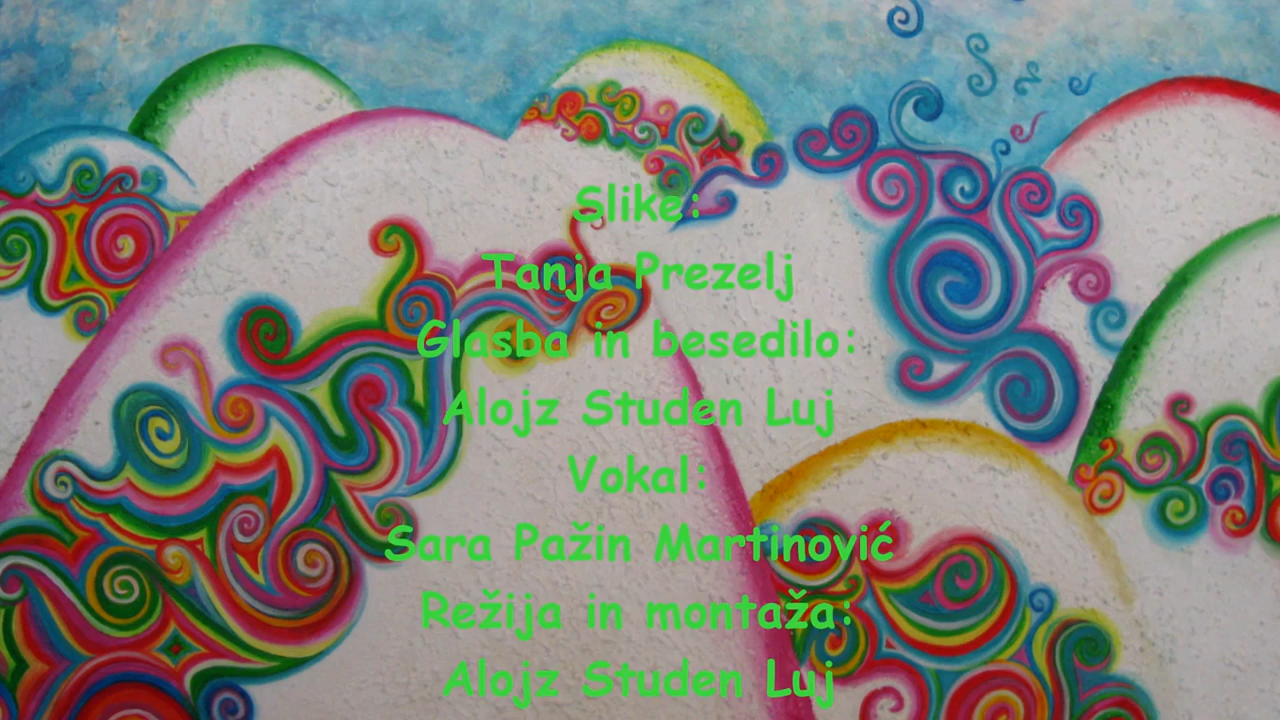 Slike:
Tanja Prezelj
Glasba in besedilo:
Alojz Studen Luj
Vokal:
Sara Pažin Martinović
Režija in montaža:
Alojz Studen Luj